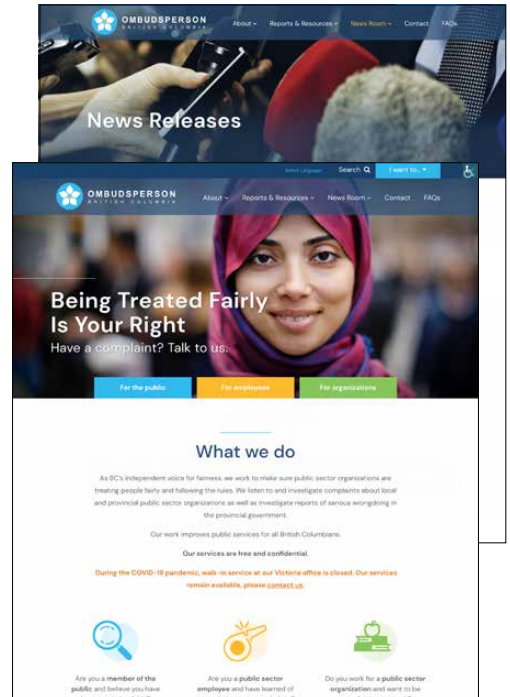 OMBUDSPERSON
BRITISH COLUMBIA
About Reports & Resources News Room Contact FAQs
News Releases
Select Language Search I want to...
OMBUDSPERSON
BRITISH COLUMBIA
About Reports & Resources News Room Contact FAQs
Being Treated Fairly
Is Your Right
Have a complaint? Talk to us.
For the public For employees For organizations
What we do
As BC's independent voice for fairness, we work to make sure public sector organizations are
treating people fairly and following the rules. We listen to and investigate complaints about local
and provincial public sector organizations as well as investigate reports of serious wrongdoing in
the provincial government.
Our work improves public services for all British Columbians.
Our services are free and confidential.
During the COVID-19 pandemic, walk-in service at our Victoria office is closed. Our services
remain available, please contact us.
Are you a member of the
public and believe you have
Are you a public sector
employee and have learned of
Do you work for a public sector
organization and want to be